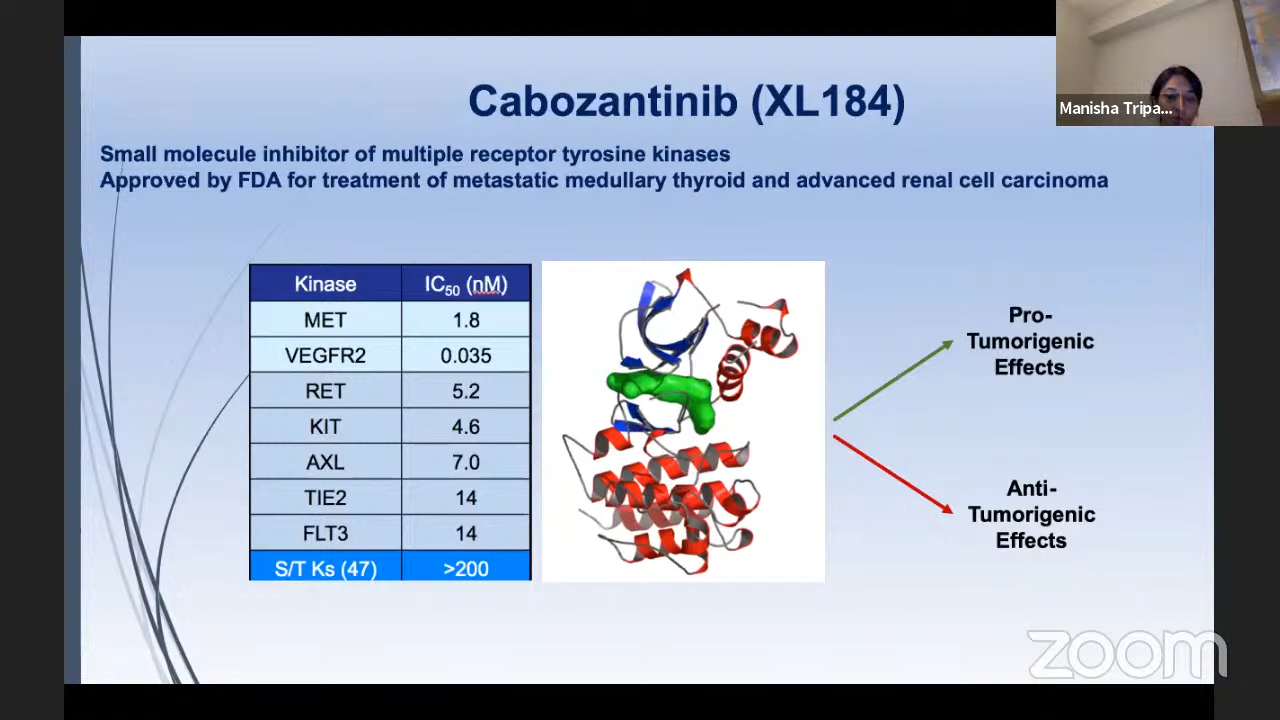 Cabozantinib (XL184)
Manisha Tripa...
Small molecule inhibitor of multiple receptor tyrosine kinases
Approved by FDA for treatment of metastatic medullary thyroid and advanced renal cell carcinoma
Kinase IC50 (nM)
MET 1.8
VEGFR2 0.035
RET 5.2
KIT 4.6
AXL 7.0
TIE2 14
FLT3 14
S/T Ks (47) >200
Pro-
Tumorigenic
Effects
Anti-
Tumorigenic
Effects
zoom